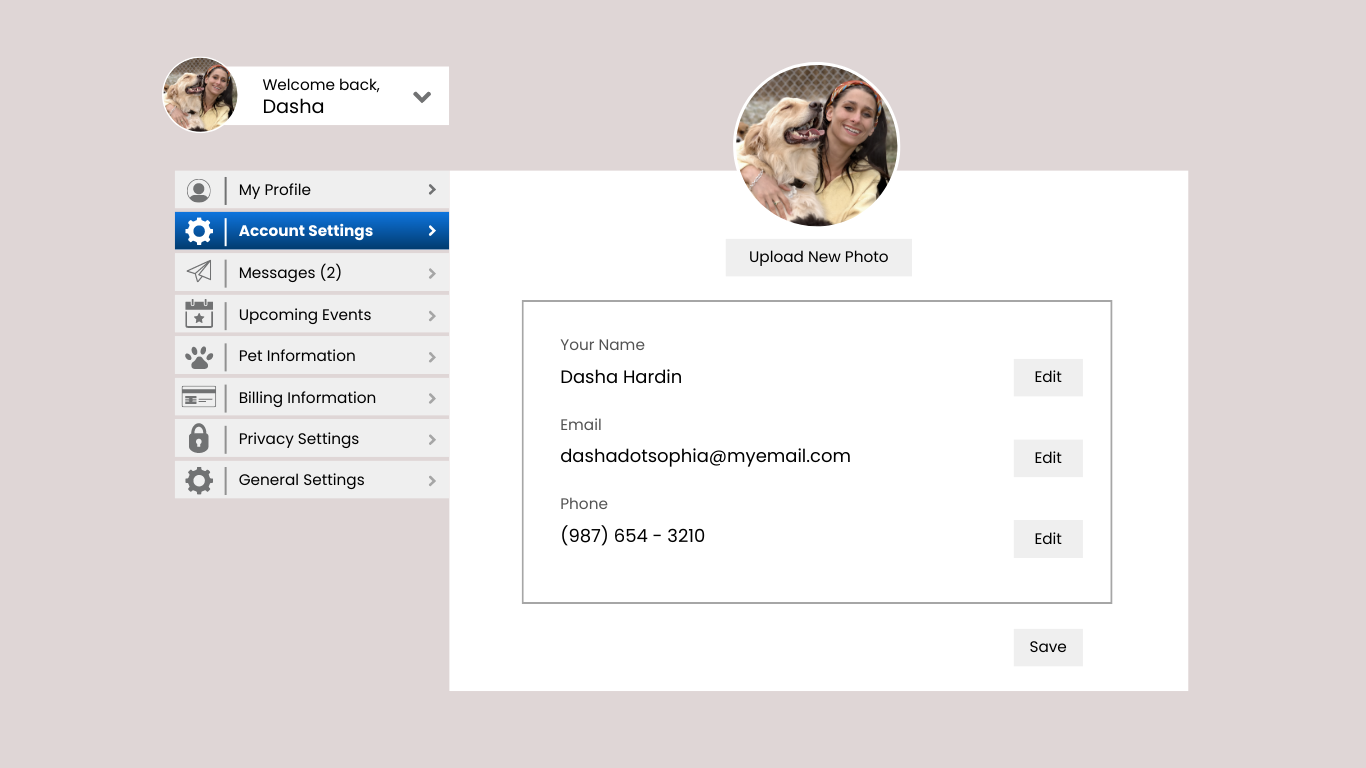 Welcome back,
Dasha
My Profile
Account Settings
Messages (2)
Upcoming Events
Pet Information
Billing Information
Privacy Settings
General Settings
Upload New Photo
Your Name
Dasha Hardin
Edit
Email
dashadotsophia@myemail.com
Edit
Phone
(987) 654 - 3210
Edit
Save